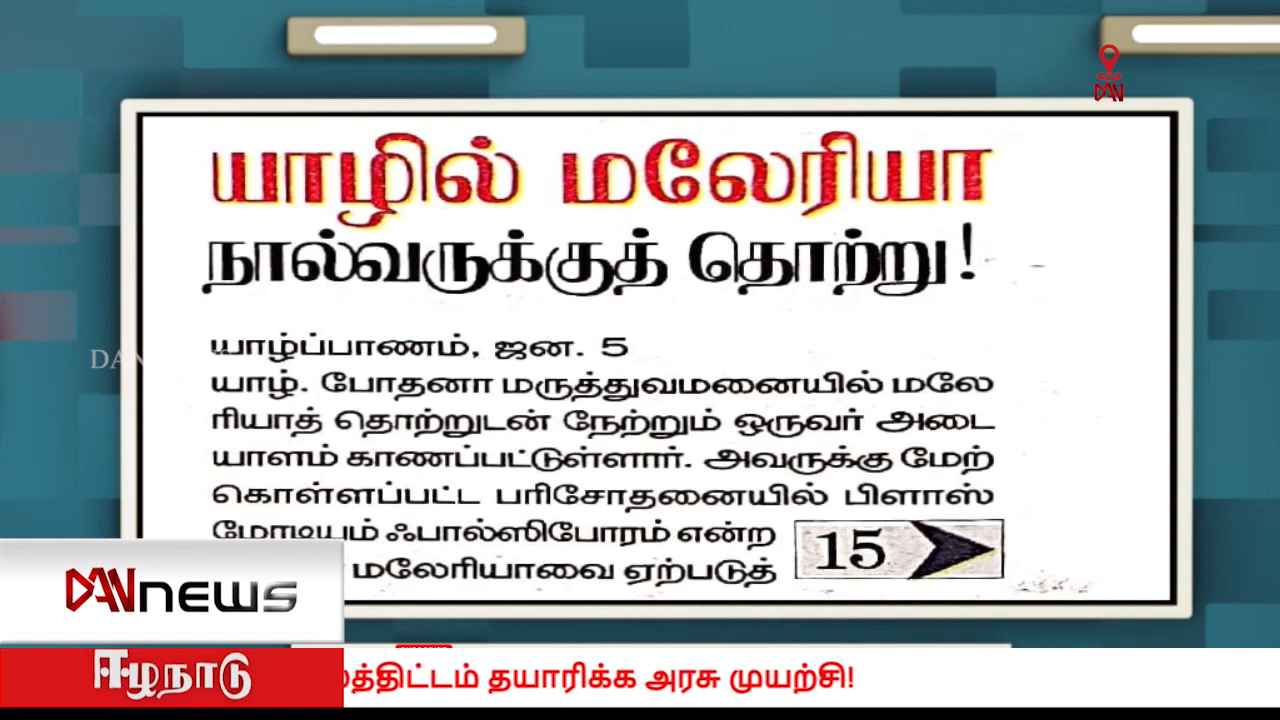 DAN
யாழில் மலேரியா
நால்வருக்குத் தொற்று!
யாழ்ப்பாணம், ஜன. 5
யாழ். போதனா மருத்துவமனையில் மலே
ரியாத் தொற்றுடன் நேற்றும் ஒருவர் அடை
யாளம் காணப்பட்டுள்ளார். அவருக்கு மேற்
கொள்ளப்பட்ட பரிசோதனையில் பிளாஸ்
மோடியம் ஃபால்ஸிபோரம் என்ற
மலேரியாவை ஏற்படுத்
15
DAN
DAN news
ஈழநாடு
த்திட்டம் தயாரிக்க அரசு முயற்சி!